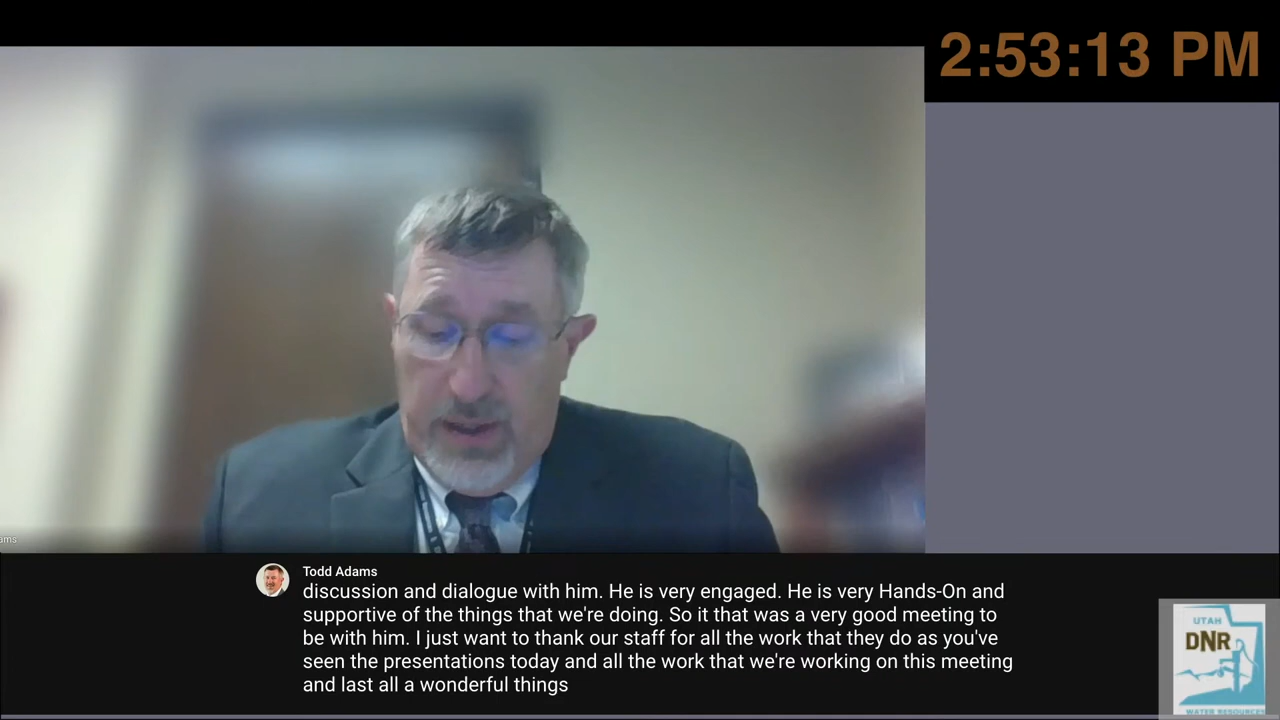 2:53:13 PM
ams
Todd Adams
discussion and dialogue with him. He is very engaged. He is very Hands-On and
supportive of the things that we're doing. So it that was a very good meeting to
be with him. I just want to thank our staff for all the work that they do as you've
seen the presentations today and all the work that we're working on this meeting
and last all a wonderful things
UTAH
DNR
WATER RESOURCES